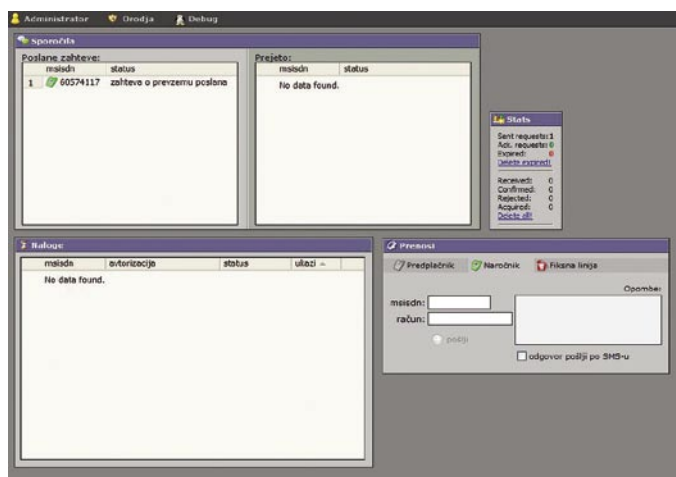 Administrator Orodja Debug
Sporočila
Poslane zahteve:
msisdn status
1 60574117 zahteva o prevzemu poslana
Prejeto:
msisdn status
No data found.
Stats
Sent requests: 1
Ack. requests: 0
Expired: 0
Delete expired!
Received: 0
Confirmed: 0
Rejected: 0
Acquired: 0
Delete all!
Naloge
msisdn avtorizacija status ukazi
No data found.
Prenosi
Predplačnik Naročnik Fiksna linija
msisdn:
račun:
pošlji
Opombe:
odgovor pošlji po SMS-u